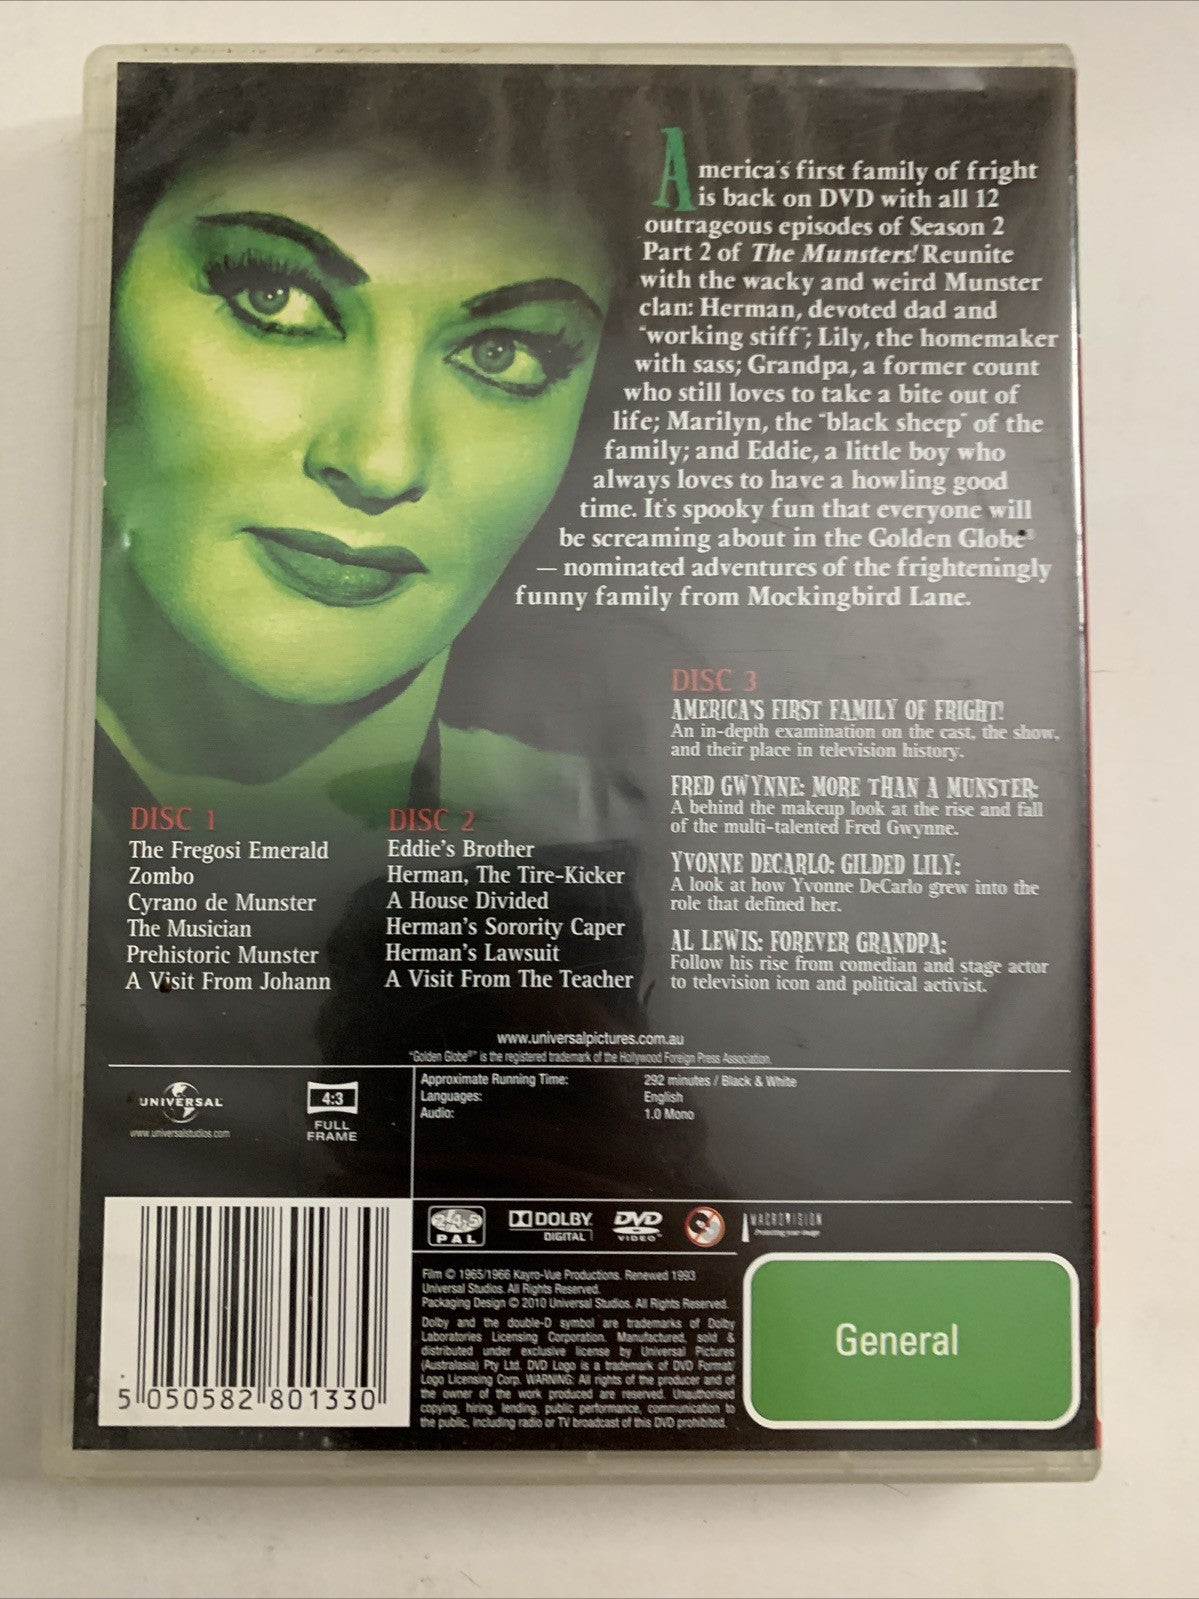 America's first family of fright
is back on DVD with all 12
outrageous episodes of Season 2
Part 2 of The Munsters! Reunite
with the wacky and weird Munster
clan: Herman, devoted dad and
"working stiff"; Lily, the homemaker
with sass; Grandpa, a former count
who still loves to take a bite out of
life; Marilyn, the "black sheep" of the
family; and Eddie, a little boy who
always loves to have a howling good
time. It's spooky fun that everyone will
be screaming about in the Golden Globe®
— nominated adventures of the frighteningly
funny family from Mockingbird Lane.
DISC 1
The Fregosi Emerald
Zombo
Cyrano de Munster
The Musician
Prehistoric Munster
A Visit From Johann
DISC 2
Eddie's Brother
Herman, The Tire-Kicker
A House Divided
Herman's Sorority Caper
Herman's Lawsuit
A Visit From The Teacher
DISC 3
AMERICA'S FIRST FAMILY OF FRIGHT!
An in-depth examination on the cast, the show,
and their place in television history.
FRED GWYNNE: MORE THAN A MUNSTER:
A behind the makeup look at the rise and fall
of the multi-talented Fred Gwynne.
YVONNE DECARLO: GILDED LILY:
A look at how Yvonne DeCarlo grew into the
role that defined her.
AL LEWIS: FOREVER GRANDPA:
Follow his rise from comedian and stage actor
to television icon and political activist.
www.universalpictures.com.au
"Golden Globe®" is the registered trademark of the Hollywood Foreign Press Association.
UNIVERSAL
www.universalstudios.com
4:3
FULL
FRAME
Approximate Running Time: 292 minutes / Black & White
Languages: English
Audio: 1.0 Mono
2·4·5
PAL
DOLBY
DIGITAL
DVD
VIDEO
MACROVISION
Protecting your image
Film © 1965/1966 Kayro-Vue Productions. Renewed 1993
Universal Studios. All Rights Reserved.
Packaging Design © 2010 Universal Studios. All Rights Reserved.
Dolby and the double-D symbol are trademarks of Dolby
Laboratories Licensing Corporation. Manufactured, sold &
distributed under exclusive license by Universal Pictures
(Australasia) Pty Ltd. DVD Logo is a trademark of DVD Format/
Logo Licensing Corp. WARNING: All rights of the producer and of
the owner of the work produced are reserved. Unauthorised
copying, hiring, lending, public performance, communication to
the public, including radio or TV broadcast of this DVD prohibited.
General
5 050582 801330